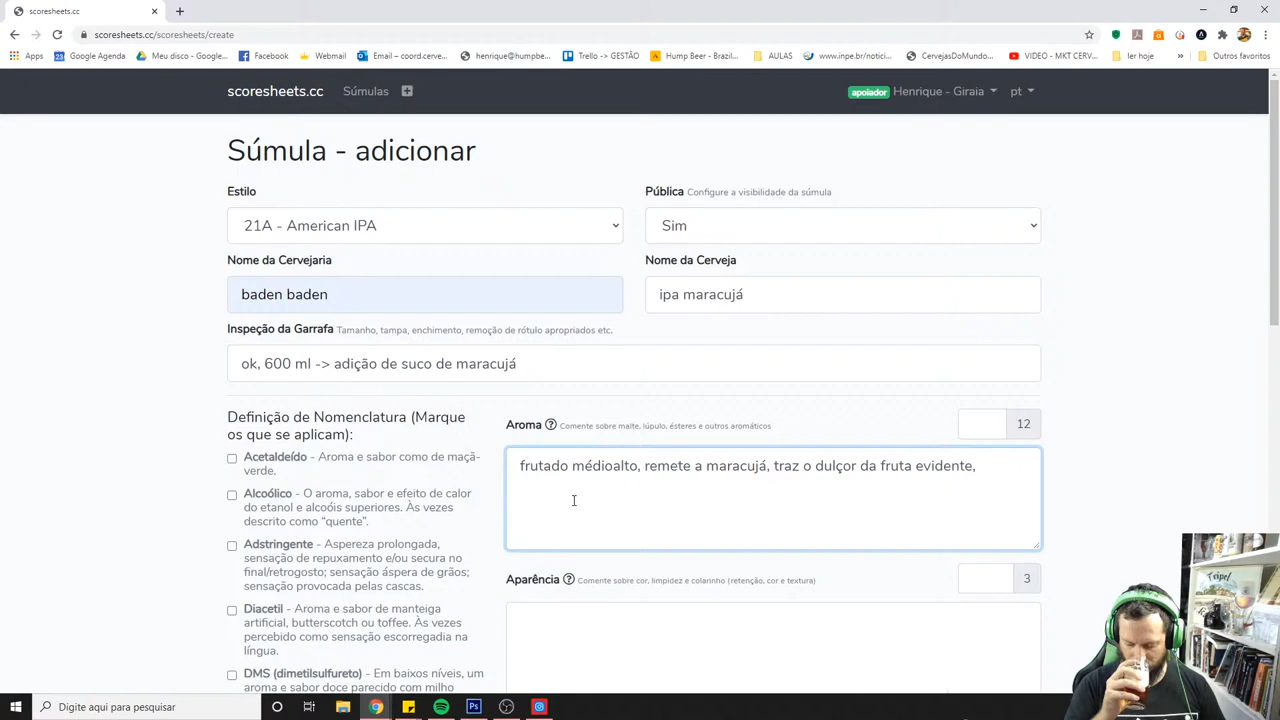 scoresheets.cc
scoresheets.cc/scoresheets/create
Apps
Google Agenda
Meu disco - Google...
Facebook
Webmail
Email – coord.cerve...
henrique@humpbe...
Trello -> GESTÃO
Hump Beer - Brazil...
AULAS
www.inpe.br/notici...
CervejasDoMundo...
VIDEO - MKT CERV...
ler hoje
»
Outros favoritos
scoresheets.cc
Súmulas
apoiador Henrique - Giraia
pt
Súmula - adicionar
Estilo
Pública Configure a visibilidade da súmula
21A - American IPA
Sim
Nome da Cervejaria
Nome da Cerveja
baden baden
ipa maracujá
Inspeção da Garrafa Tamanho, tampa, enchimento, remoção de rótulo apropriados etc.
ok, 600 ml -> adição de suco de maracujá
Definição de Nomenclatura (Marque
os que se aplicam):
Acetaldeído - Aroma e sabor como de maçã-
verde.
Alcoólico - O aroma, sabor e efeito de calor
do etanol e alcoóis superiores. Às vezes
descrito como “quente”.
Adstringente - Aspereza prolongada,
sensação de repuxamento e/ou secura no
final/retrogosto; sensação áspera de grãos;
sensação provocada pelas cascas.
Diacetil - Aroma e sabor de manteiga
artificial, butterscotch ou toffee. Às vezes
percebido como sensação escorregadia na
língua.
DMS (dimetilsulfureto) - Em baixos níveis, um
aroma e sabor doce parecido com milho
Aroma Comente sobre malte, lúpulo, ésteres e outros aromáticos
12
frutado médioalto, remete a maracujá, traz o dulçor da fruta evidente,
Aparência Comente sobre cor, limpidez e colarinho (retenção, cor e textura)
3
Tripel
Digite aqui para pesquisar